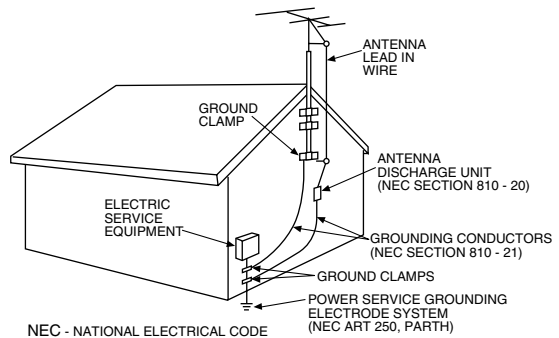 ANTENNA
LEAD IN
WIRE
GROUND
CLAMP
ANTENNA
DISCHARGE UNIT
(NEC SECTION 810 - 20)
ELECTRIC
SERVICE
EQUIPMENT
GROUNDING CONDUCTORS
(NEC SECTION 810 - 21)
GROUND CLAMPS
POWER SERVICE GROUNDING
ELECTRODE SYSTEM
(NEC ART 250, PARTH)
NEC - NATIONAL ELECTRICAL CODE